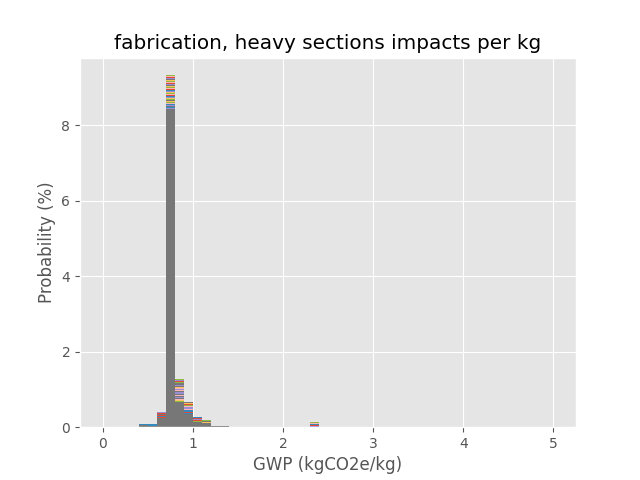 fabrication, heavy sections impacts per kg
Probability (%)
8
6
4
2
0
0 1 2 3 4 5
GWP (kgCO2e/kg)